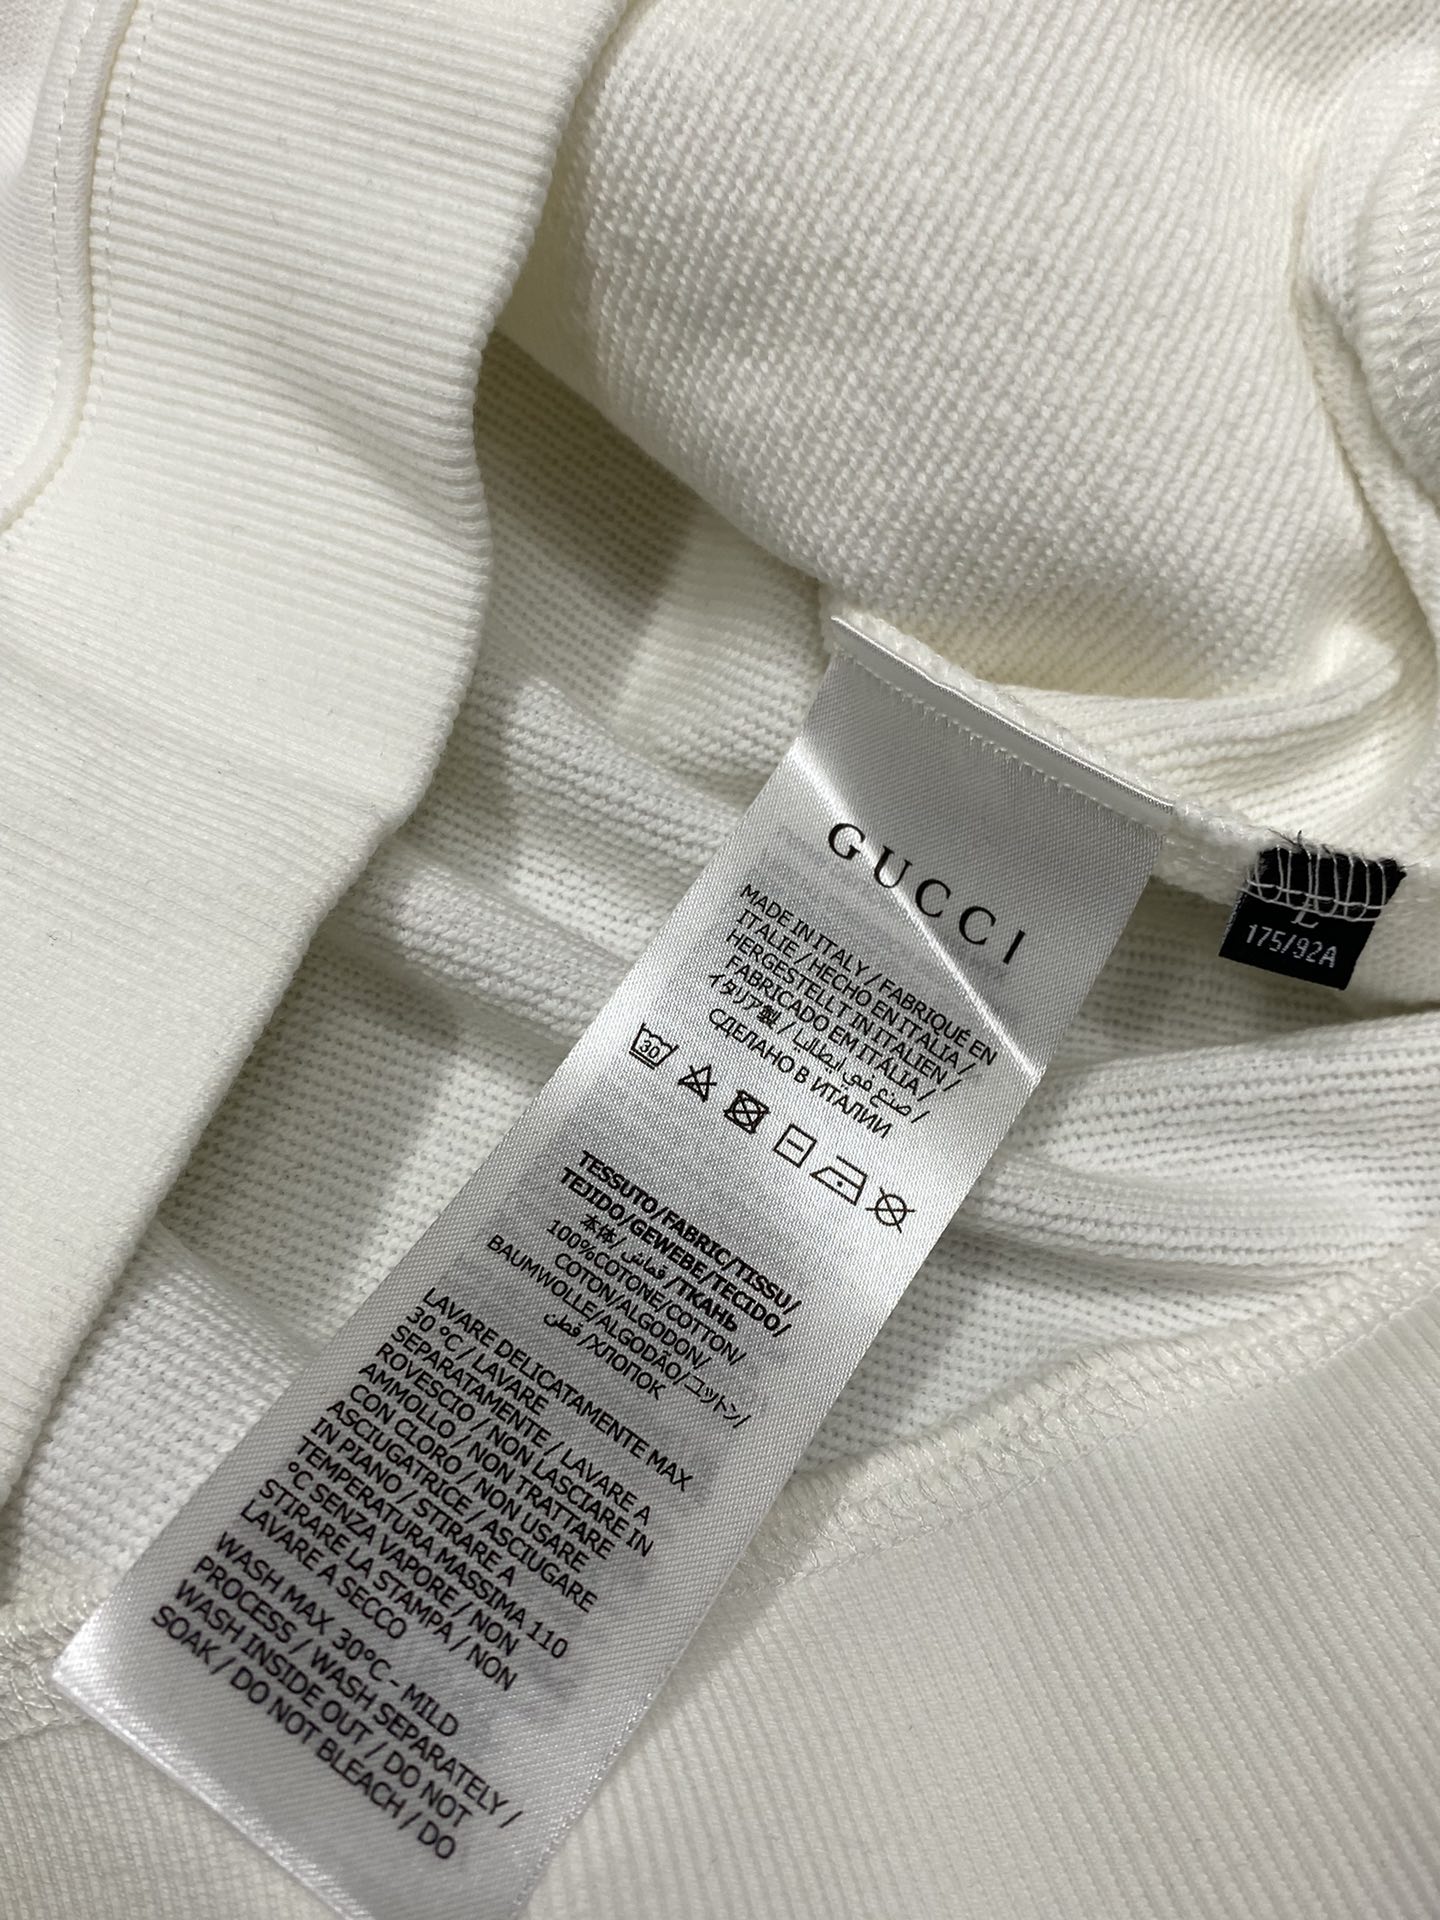 GUCCI
MADE IN ITALY / FABRIQUÉ EN
ITALIE / HECHO EN ITALIA /
HERGESTELLT IN ITALIEN /
FABRICADO EM ITÁLIA /
イタリア製 / صنع في ايطاليا /
СДЕЛАНО В ИТАЛИИ
30
TESSUTO/FABRIC/TISSU/
TEJIDO/GEWEBE/TECIDO/
本体/قماش /ТКАНЬ
100%COTONE/COTTON/
COTON/ALGODON/
BAUMWOLLE/ALGODÃO/コットン/
قطن /ХЛОПОК
LAVARE DELICATAMENTE MAX
30 °C / LAVARE
SEPARATAMENTE / LAVARE A
ROVESCIO / NON LASCIARE IN
AMMOLLO / NON TRATTARE
CON CLORO / NON USARE
ASCIUGATRICE / ASCIUGARE
IN PIANO / STIRARE A
TEMPERATURA MASSIMA 110
°C SENZA VAPORE / NON
STIRARE LA STAMPA / NON
LAVARE A SECCO
WASH MAX 30°C - MILD
PROCESS / WASH SEPARATELY /
WASH INSIDE OUT / DO NOT
SOAK / DO NOT BLEACH / DO
L
175/92A